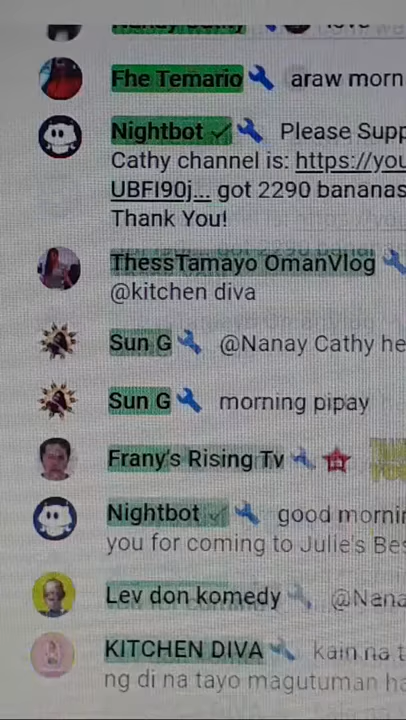 Fhe Temario araw morn
Nightbot Please Supp
Cathy channel is: https://you
UBFI90j... got 2290 bananas
Thank You!
ThessTamayo OmanVlog
@kitchen diva
Sun G @Nanay Cathy he
Sun G morning pipay
Frany's Rising Tv
Nightbot good mornin
you for coming to Julie's Bes
Lev don komedy @Nana
KITCHEN DIVA kain na t
ng di na tayo magutuman ha